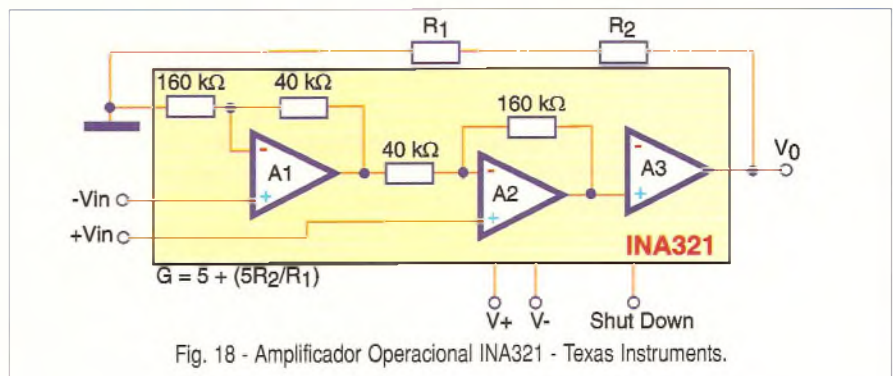 R1
R2
160 kΩ
40 kΩ
160 kΩ
40 kΩ
-
A1
+
-
A2
+
-
A3
+
V0
-Vin
+Vin
INA321
G = 5 + (5R2/R1)
V+
V-
Shut Down
Fig. 18 - Amplificador Operacional INA321 - Texas Instruments.